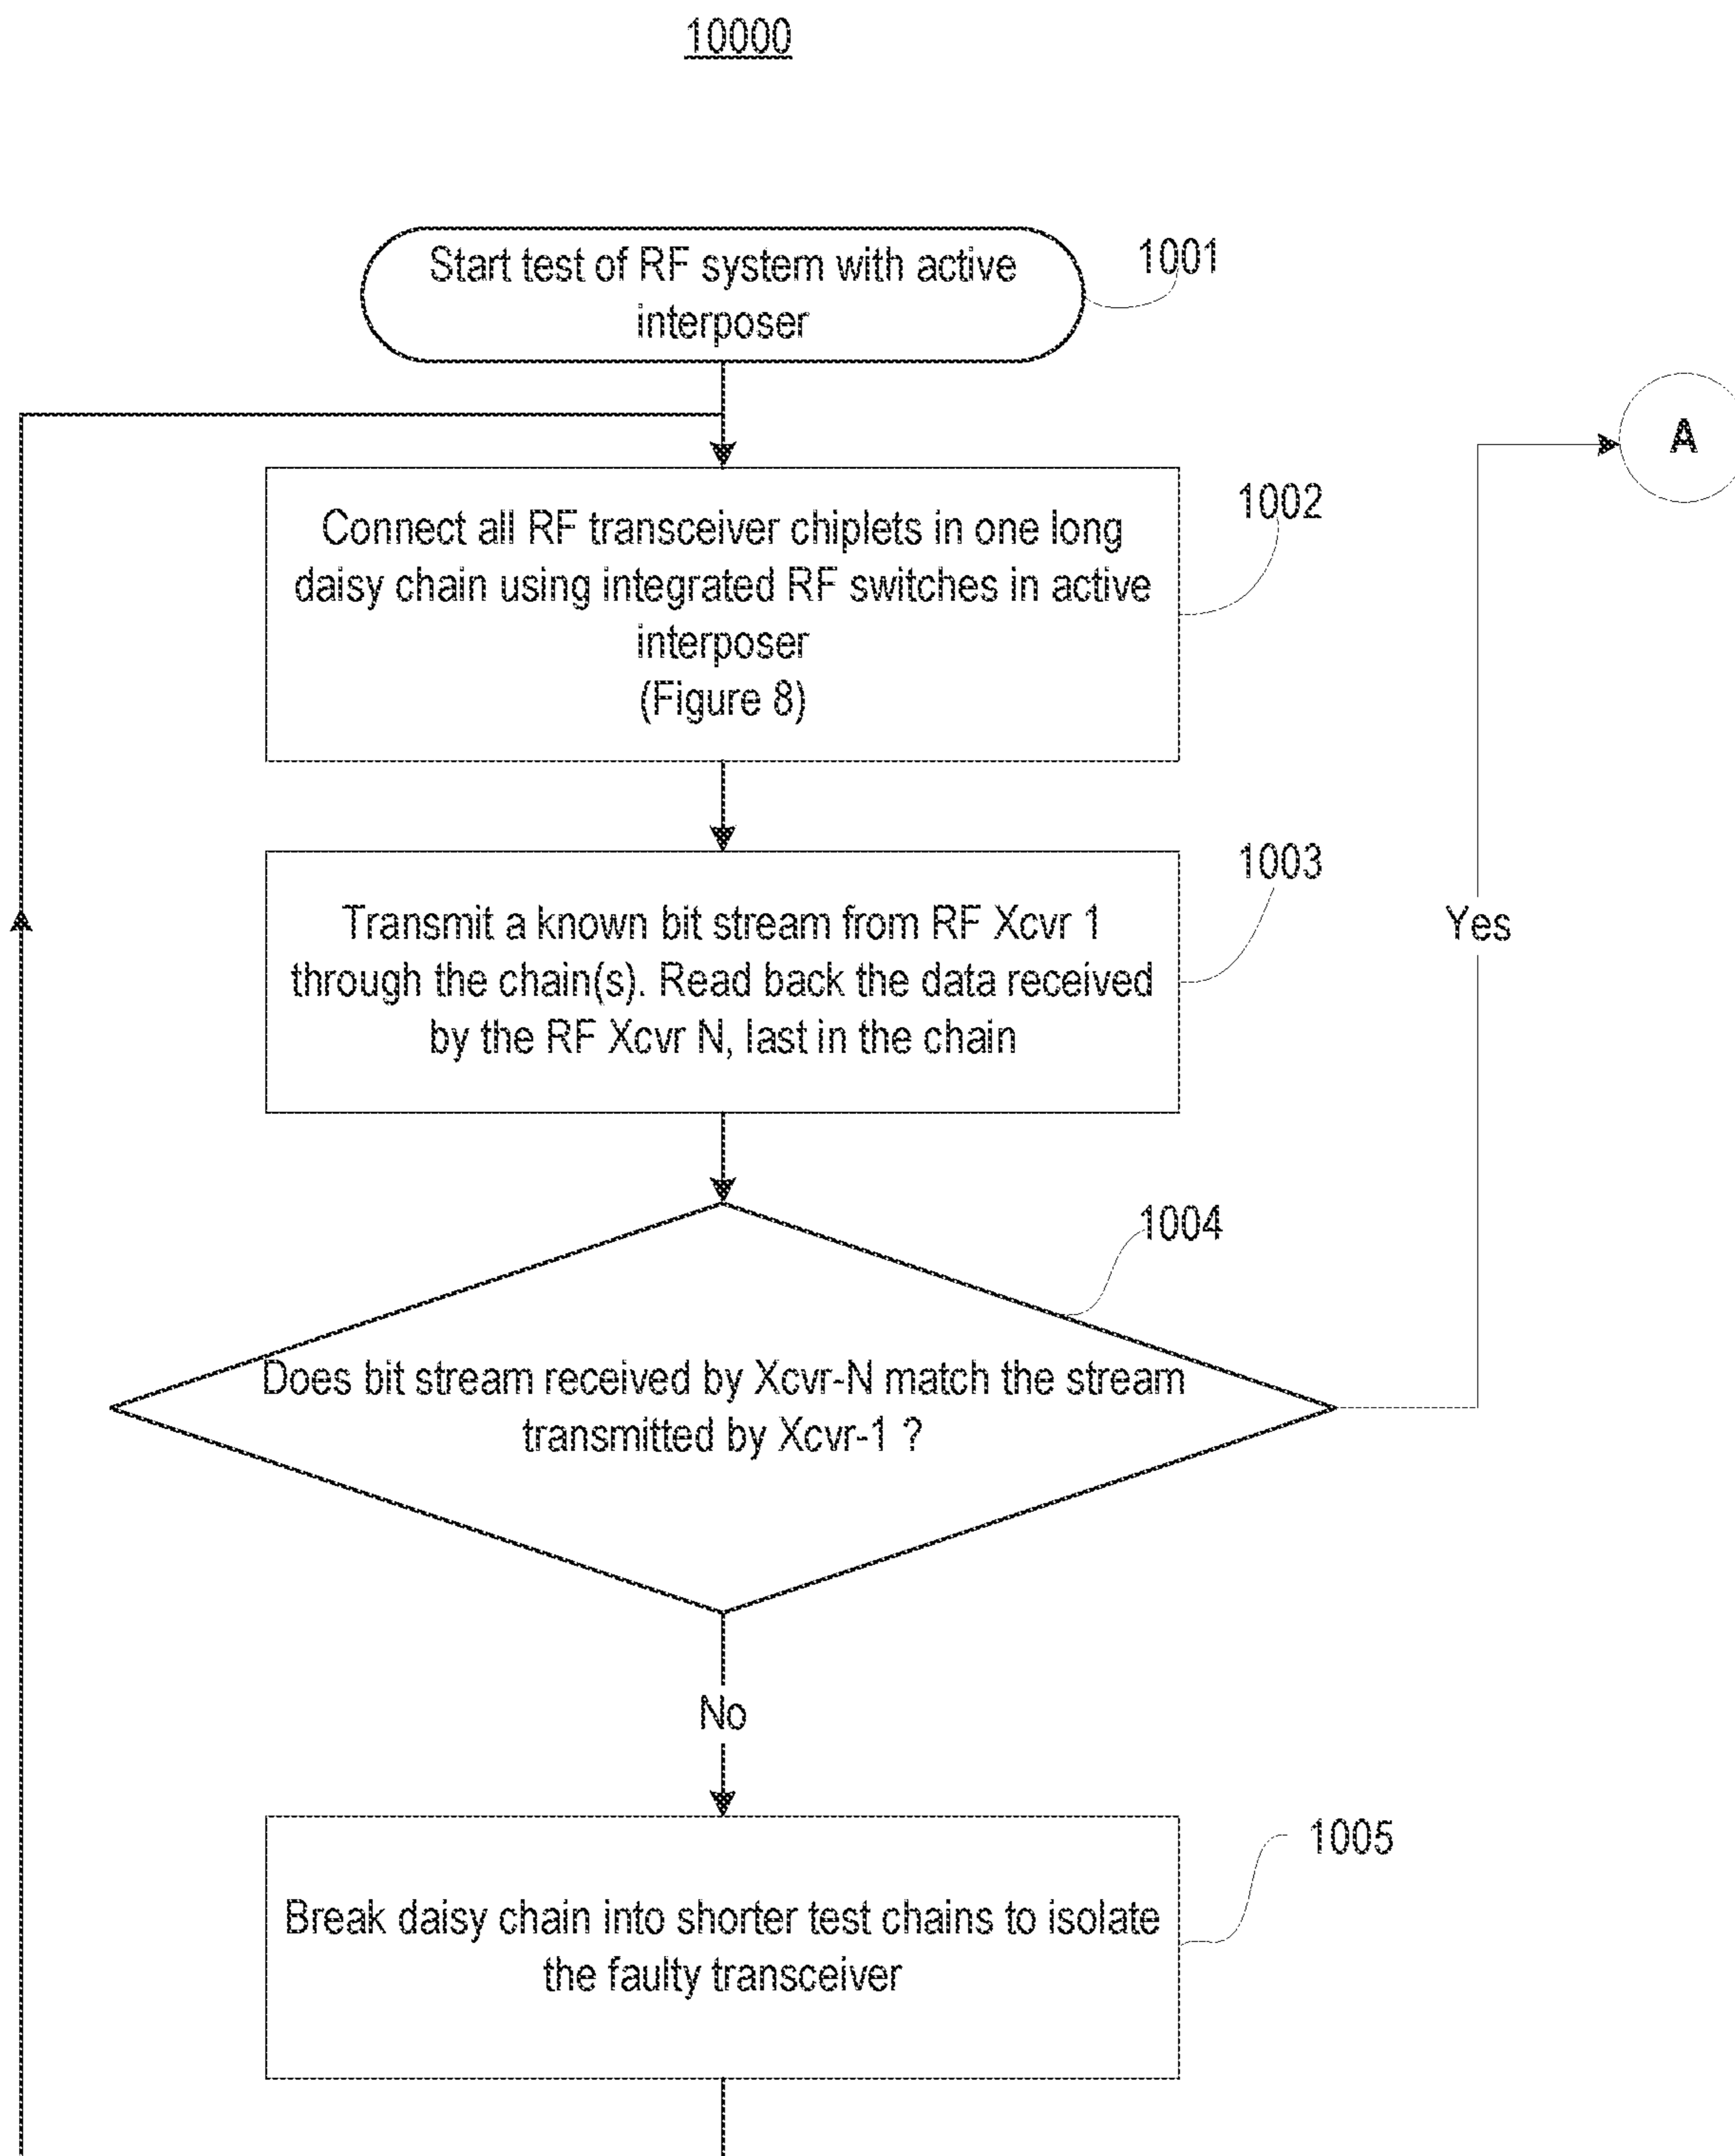 10000
Start test of RF system with active
interposer
1001
A
Connect all RF transceiver chiplets in one long
daisy chain using integrated RF switches in active
interposer
(Figure 8)
1002
Transmit a known bit stream from RF Xcvr 1
through the chain(s). Read back the data received
by the RF Xcvr N, last in the chain
1003
Yes
Does bit stream received by Xcvr-N match the stream
transmitted by Xcvr-1 ?
1004
No
Break daisy chain into shorter test chains to isolate
the faulty transceiver
1005